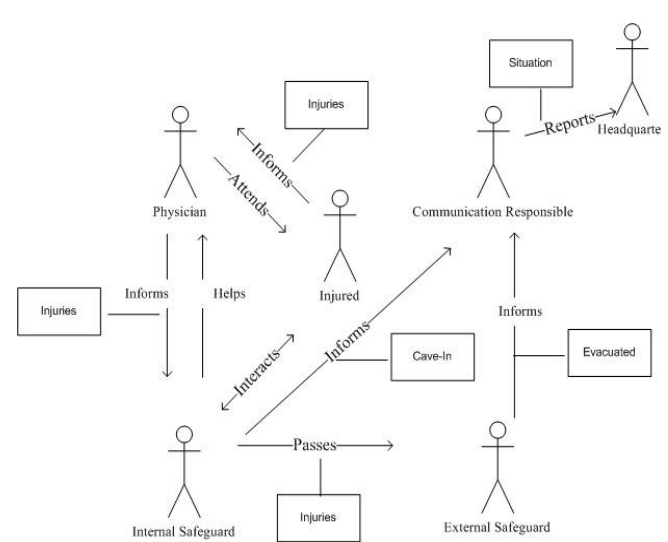 Situation
Reports
Headquarte
Injuries
Informs
Attends
Physician
Communication Responsible
Injured
Injuries
Informs
Helps
Informs
Interacts
Informs
Cave-In
Evacuated
Passes
Injuries
Internal Safeguard
External Safeguard